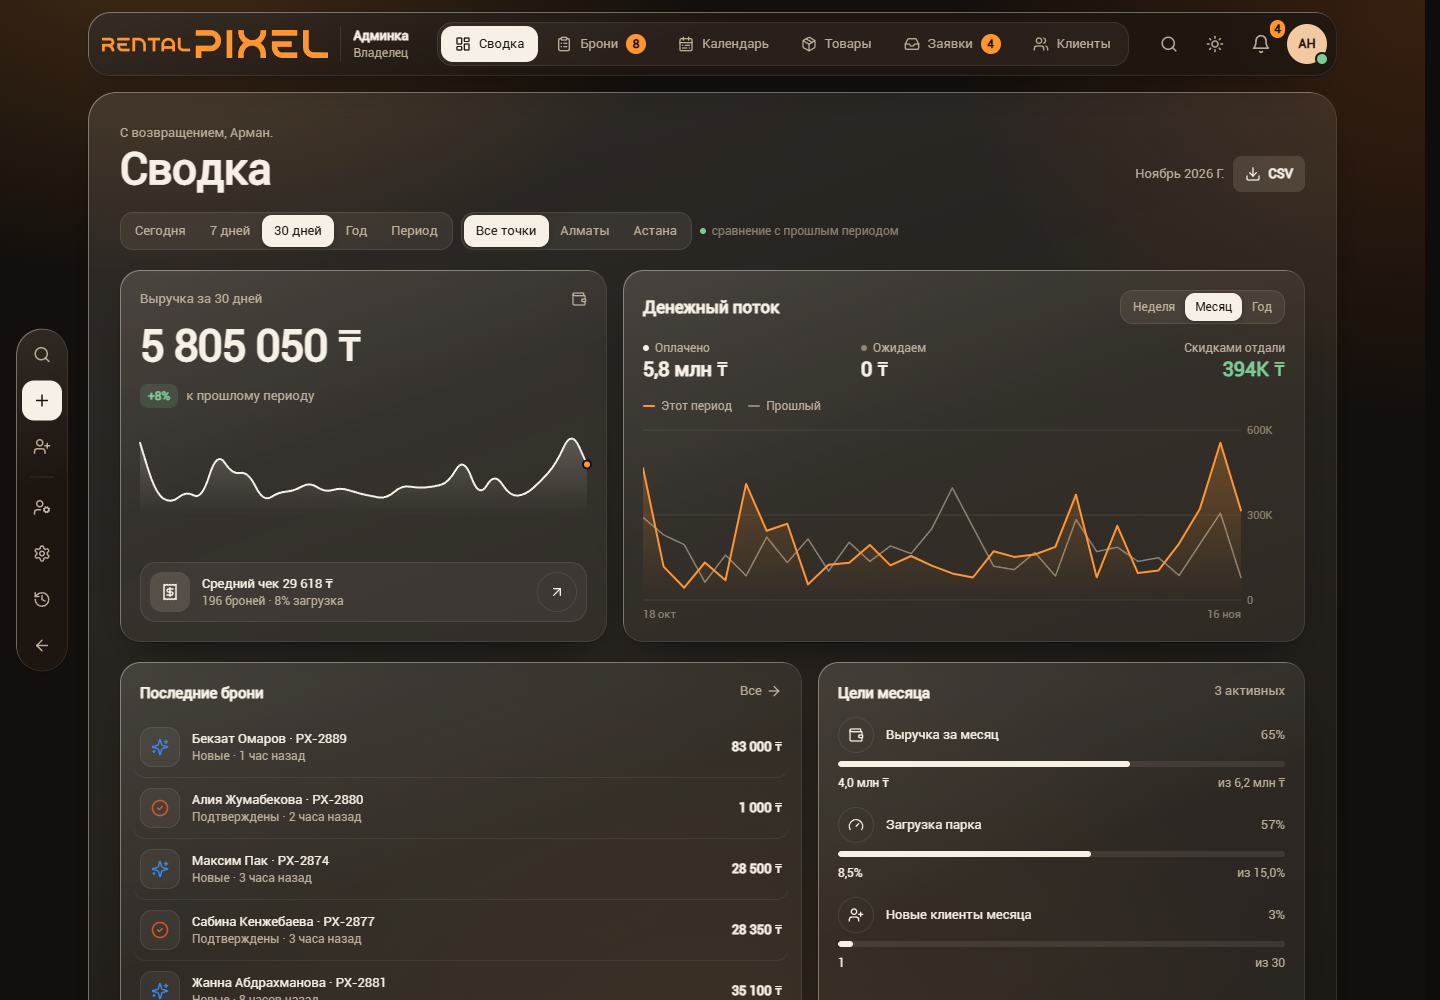 RENTAL PIXEL
Админка
Владелец
Сводка
Брони 8
Календарь
Товары
Заявки 4
Клиенты
4
АН
С возвращением, Арман.
Сводка
Ноябрь 2026 Г.
CSV
Сегодня 7 дней 30 дней Год Период
Все точки Алматы Астана
сравнение с прошлым периодом
Выручка за 30 дней
5 805 050 ₸
+8% к прошлому периоду
Средний чек 29 618 ₸
196 броней · 8% загрузка
Денежный поток
Неделя Месяц Год
Оплачено
5,8 млн ₸
Ожидаем
0 ₸
Скидками отдали
394K ₸
Этот период Прошлый
600K
300K
0
18 окт 16 ноя
Последние брони
Все
Бекзат Омаров · PX-2889
Новые · 1 час назад
83 000 ₸
Алия Жумабекова · PX-2880
Подтверждены · 2 часа назад
1 000 ₸
Максим Пак · PX-2874
Новые · 3 часа назад
28 500 ₸
Сабина Кенжебаева · PX-2877
Подтверждены · 3 часа назад
28 350 ₸
Жанна Абдрахманова · PX-2881
Новые · 8 часов назад
35 100 ₸
Цели месяца
3 активных
Выручка за месяц 65%
4,0 млн ₸ из 6,2 млн ₸
Загрузка парка 57%
8,5% из 15,0%
Новые клиенты месяца 3%
1 из 30